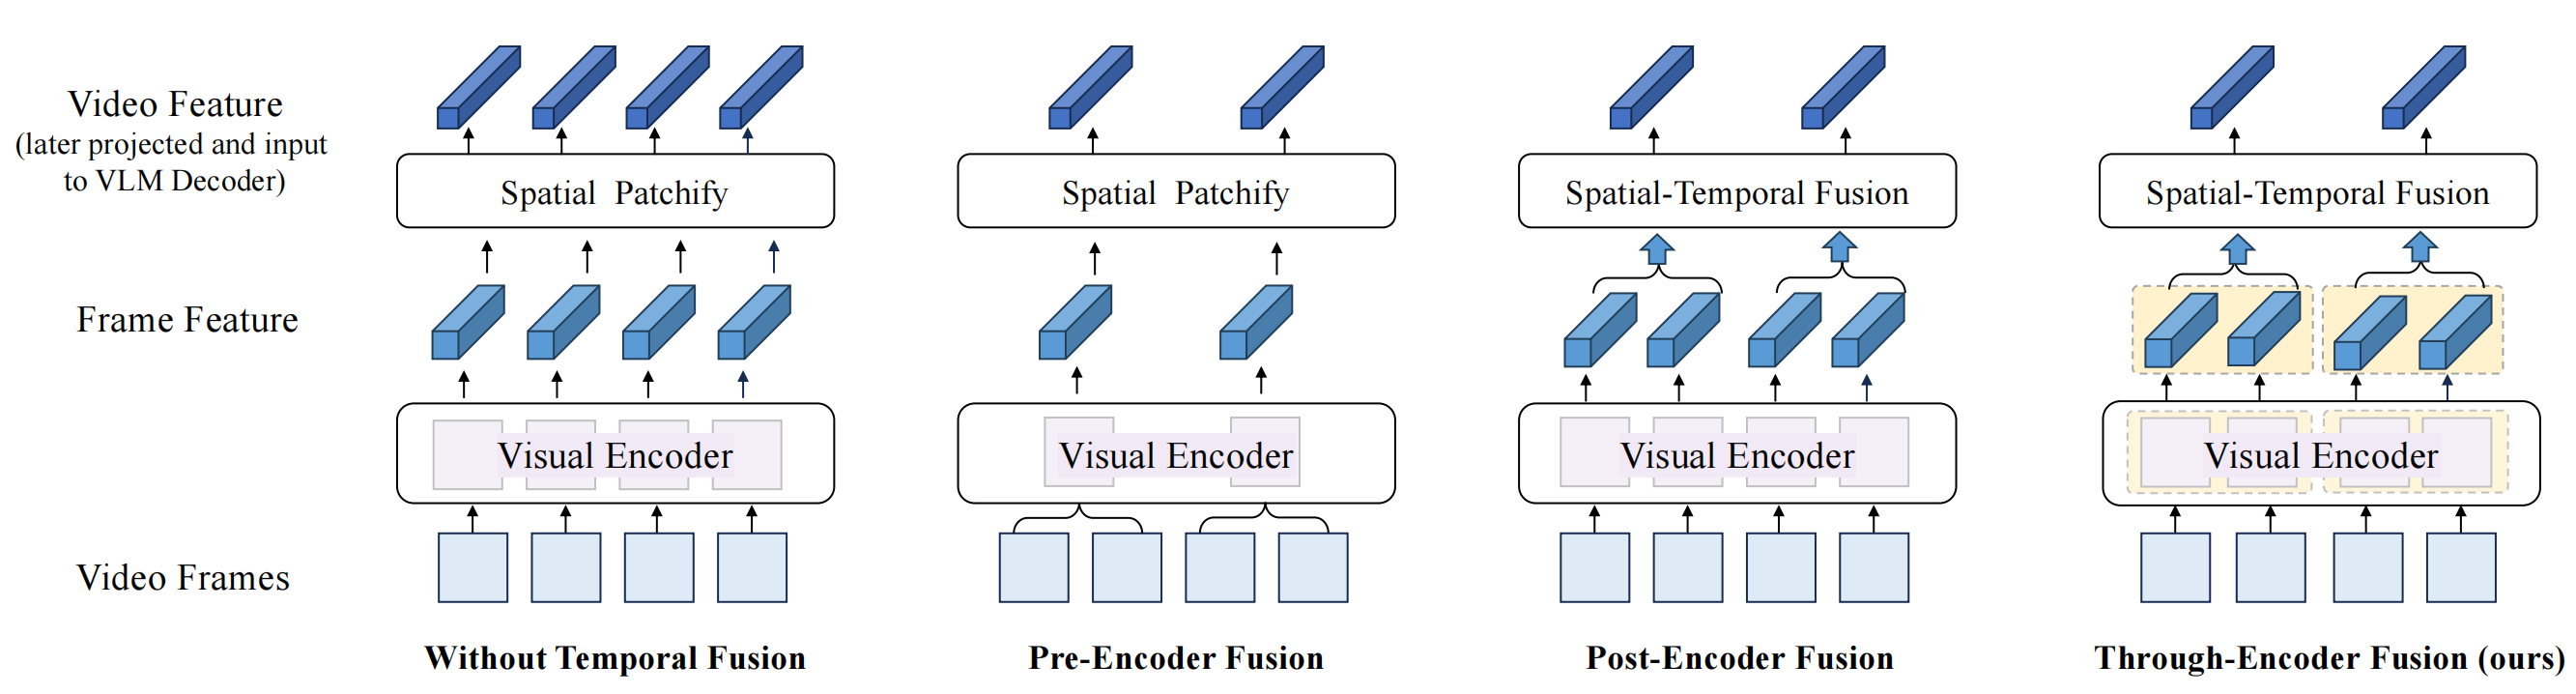 Video Feature
(later projected and input
to VLM Decoder)
Spatial Patchify
Spatial Patchify
Spatial-Temporal Fusion
Spatial-Temporal Fusion
Frame Feature
Visual Encoder
Visual Encoder
Visual Encoder
Visual Encoder
Video Frames
Without Temporal Fusion
Pre-Encoder Fusion
Post-Encoder Fusion
Through-Encoder Fusion (ours)